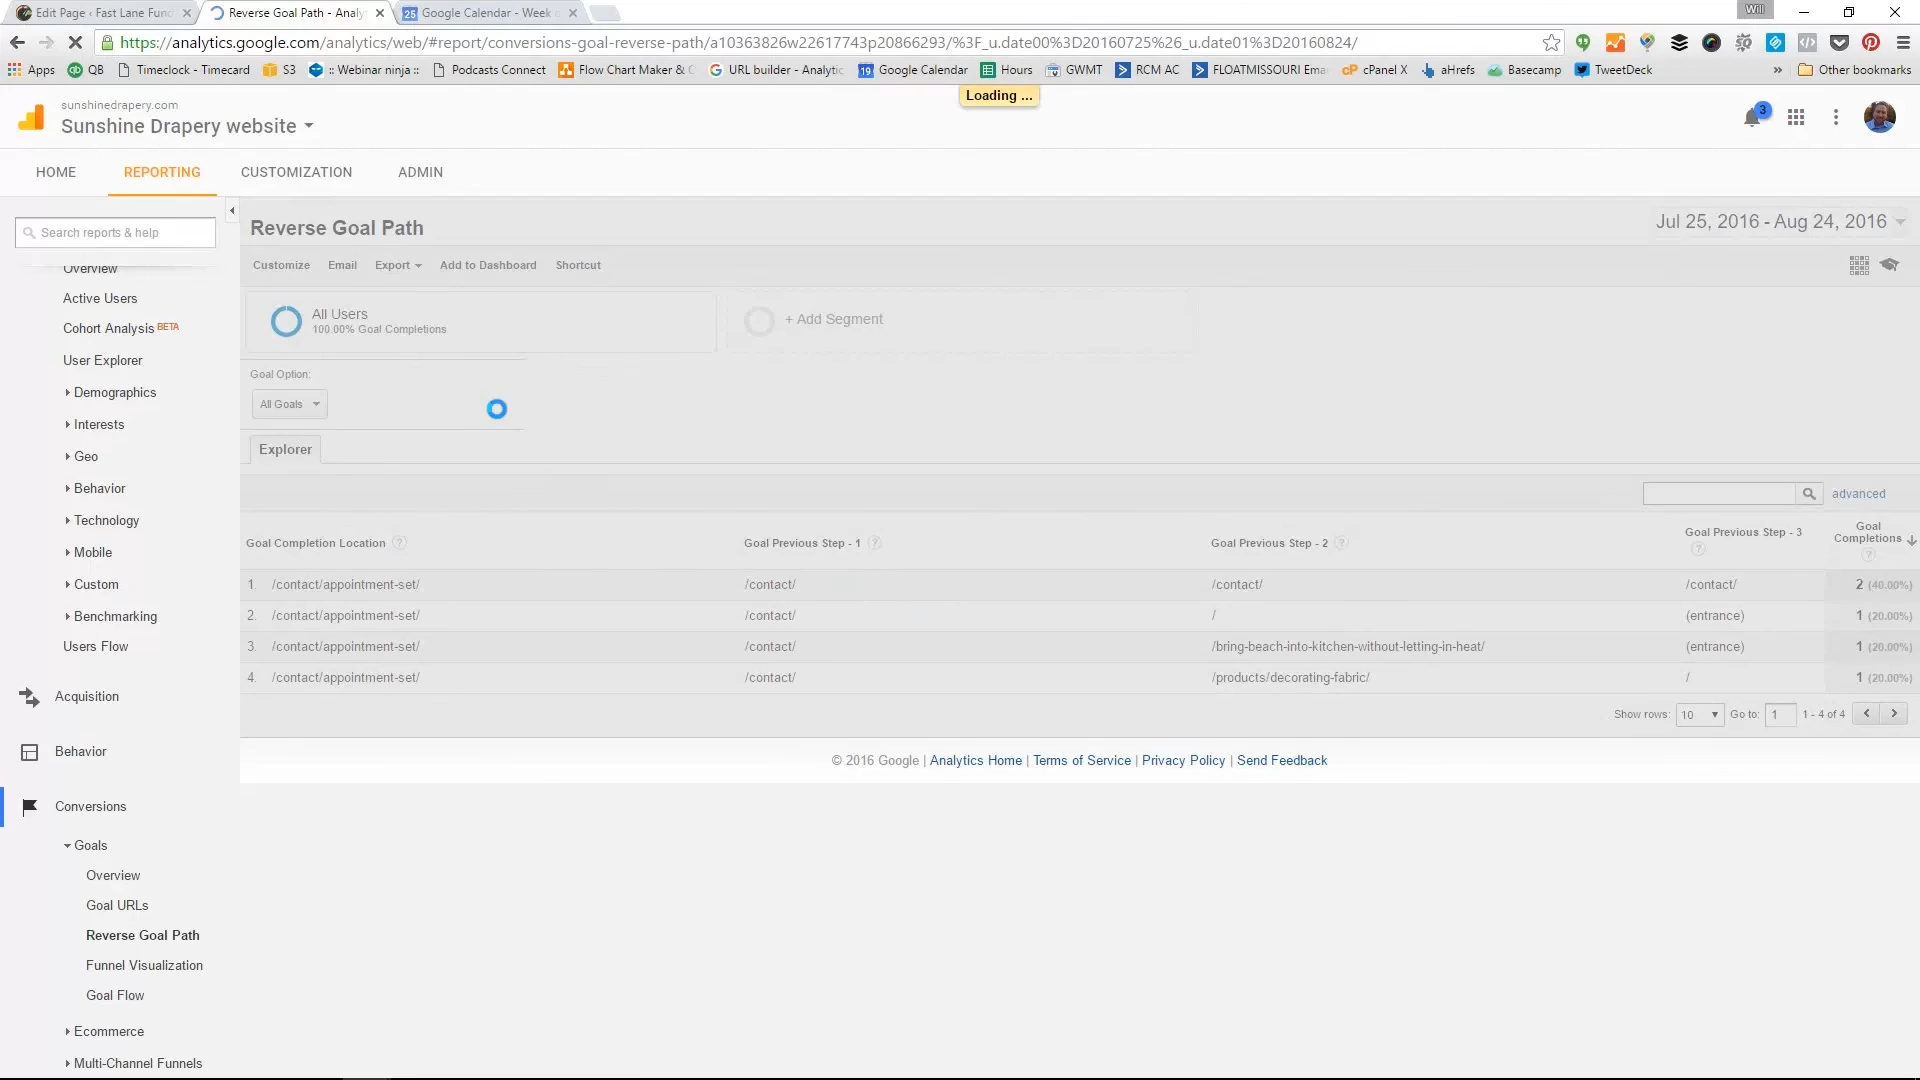 Edit Page ‹ Fast Lane Fund
Reverse Goal Path - Analy
25 Google Calendar - Week o
Will
https://analytics.google.com/analytics/web/#report/conversions-goal-reverse-path/a10363826w22617743p20866293/%3F_u.date00%3D20160725%26_u.date01%3D20160824/
Apps QB Timeclock - Timecard S3 :: Webinar ninja :: Podcasts Connect Flow Chart Maker & C URL builder - Analytic 19 Google Calendar Hours GWMT RCM AC FLOATMISSOURI Ema cPanel X aHrefs Basecamp TweetDeck » Other bookmarks
Loading ...
sunshinedrapery.com
Sunshine Drapery website
3
HOME REPORTING CUSTOMIZATION ADMIN
Search reports & help
Overview
Active Users
Cohort Analysis BETA
User Explorer
Demographics
Interests
Geo
Behavior
Technology
Mobile
Custom
Benchmarking
Users Flow
Acquisition
Behavior
Conversions
Goals
Overview
Goal URLs
Reverse Goal Path
Funnel Visualization
Goal Flow
Ecommerce
Multi-Channel Funnels
Reverse Goal Path
Jul 25, 2016 - Aug 24, 2016
Customize Email Export Add to Dashboard Shortcut
All Users
100.00% Goal Completions
+ Add Segment
Goal Option:
All Goals
Explorer
advanced
Goal Completion Location ? Goal Previous Step - 1 ? Goal Previous Step - 2 ? Goal Previous Step - 3 ? Goal Completions ?
1. /contact/appointment-set/ /contact/ /contact/ /contact/ 2 (40.00%)
2. /contact/appointment-set/ /contact/ / (entrance) 1 (20.00%)
3. /contact/appointment-set/ /contact/ /bring-beach-into-kitchen-without-letting-in-heat/ (entrance) 1 (20.00%)
4. /contact/appointment-set/ /contact/ /products/decorating-fabric/ / 1 (20.00%)
Show rows: 10 Go to: 1 1 - 4 of 4
© 2016 Google | Analytics Home | Terms of Service | Privacy Policy | Send Feedback